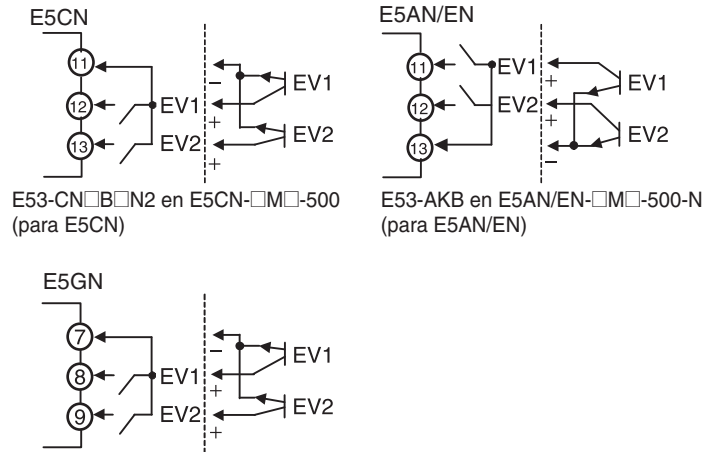 E5CN
11
12
13
EV1
EV2
−
+
+
EV1
EV2
E53-CN□B□N2 en E5CN-□M□-500
(para E5CN)
E5AN/EN
11
12
13
EV1
EV2
+
+
−
EV1
EV2
E53-AKB en E5AN/EN-□M□-500-N
(para E5AN/EN)
E5GN
7
8
9
EV1
EV2
−
+
+
EV1
EV2